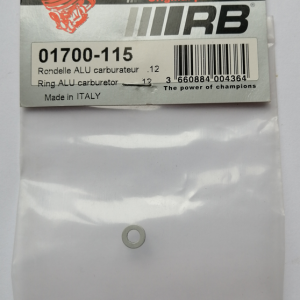 RB
01700-115
Rondelle ALU carburateur .12
Ring ALU carburator .12
Made in ITALY
3 660884 004364
The power of champions